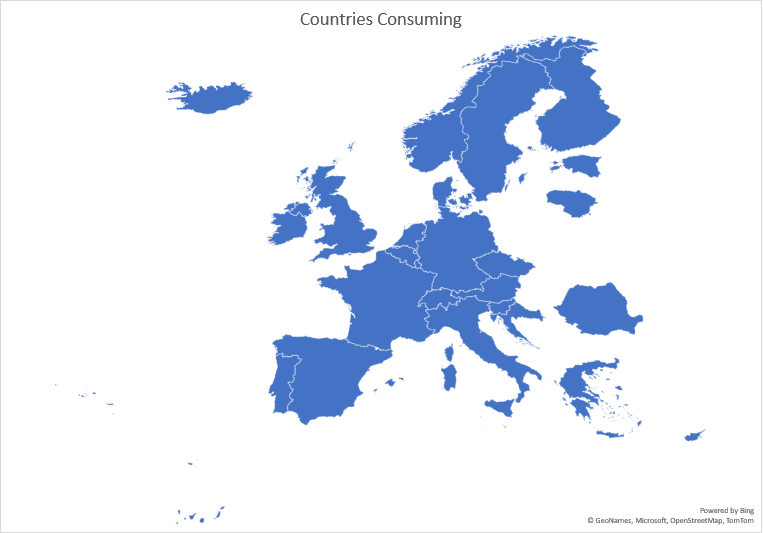 Countries Consuming
Powered by Bing
© GeoNames, Microsoft, OpenStreetMap, TomTom